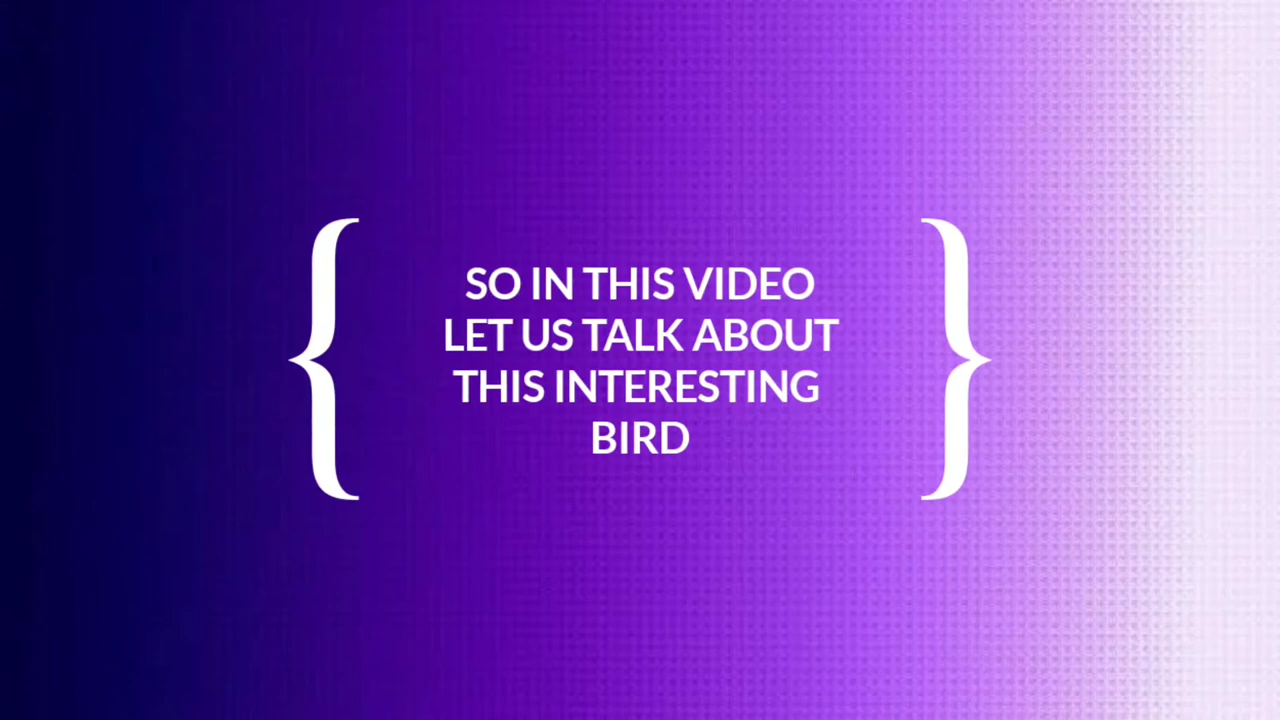 SO IN THIS VIDEO
LET US TALK ABOUT
THIS INTERESTING
BIRD